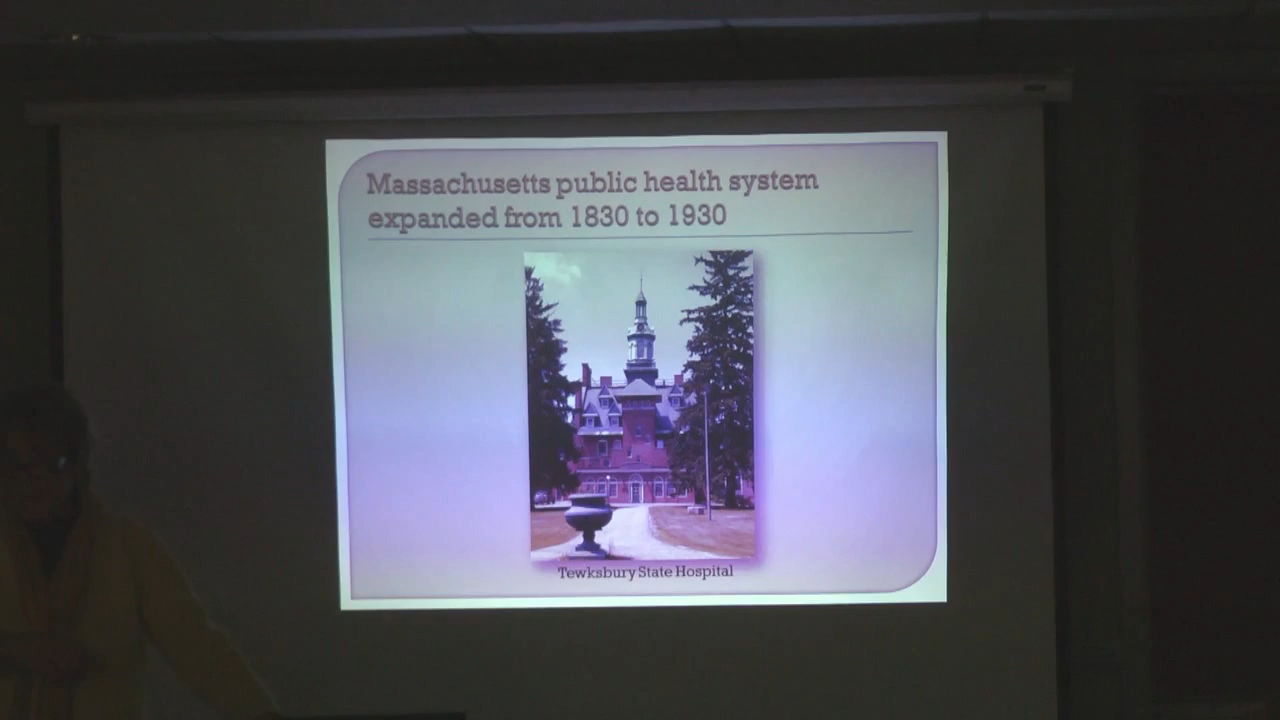 Massachusetts public health system
expanded from 1830 to 1930
Tewksbury State Hospital